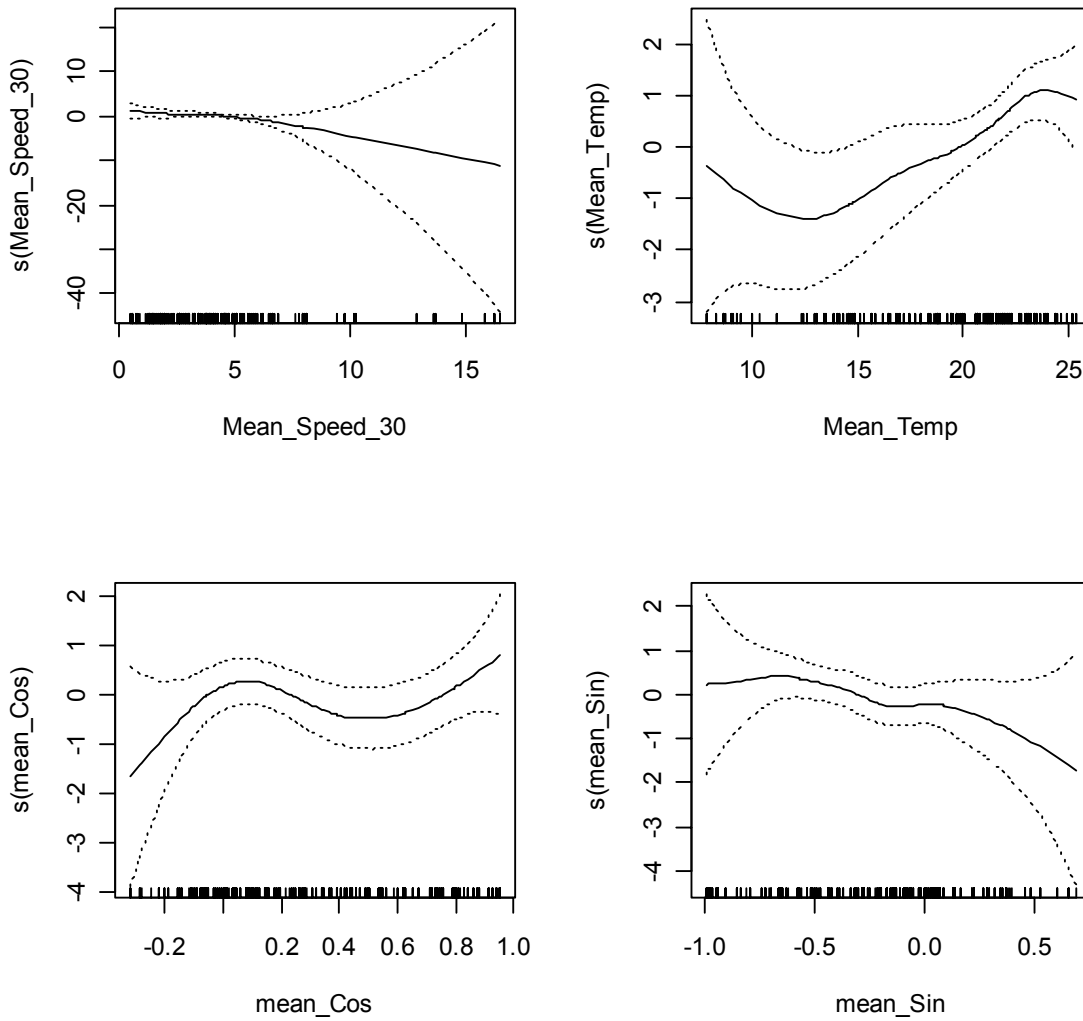 s(Mean_Speed_30)
10
0
-20
-40
0 5 10 15
Mean_Speed_30
s(Mean_Temp)
2
1
0
-1
-2
-3
10 15 20 25
Mean_Temp
s(mean_Cos)
2
1
0
-1
-2
-3
-4
-0.2 0.2 0.4 0.6 0.8 1.0
mean_Cos
s(mean_Sin)
2
1
0
-1
-2
-3
-4
-1.0 -0.5 0.0 0.5
mean_Sin